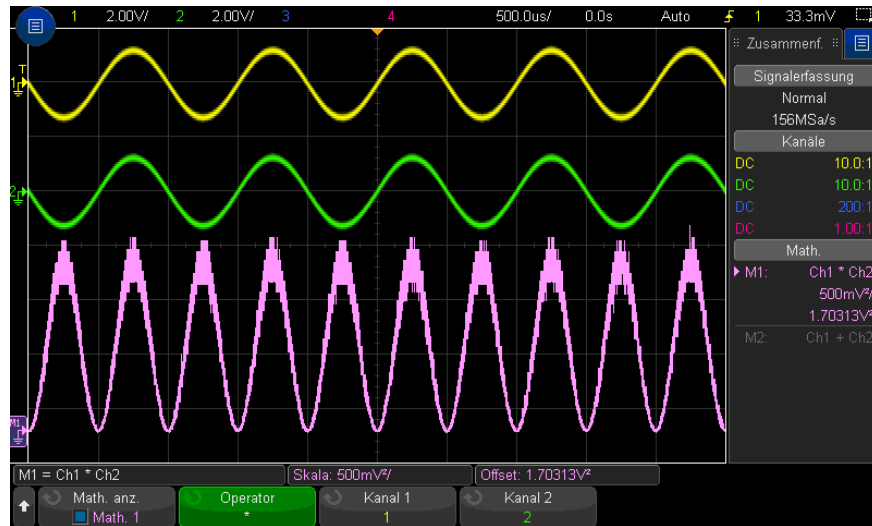 1 2.00V/ 2 2.00V/ 3 4 500.0us/ 0.0s Auto 1 33.3mV
T
1
2
M1
Zusammenf.
Signalerfassung
Normal
156MSa/s
Kanäle
DC 10.0:1
DC 10.0:1
DC 200:1
DC 1.00:1
Math.
M1: Ch1 * Ch2
500mV²/
1.70313V²
M2: Ch1 + Ch2
M1 = Ch1 * Ch2 Skala: 500mV²/ Offset: 1.70313V²
Math. anz. Operator Kanal 1 Kanal 2
Math. 1 * 1 2